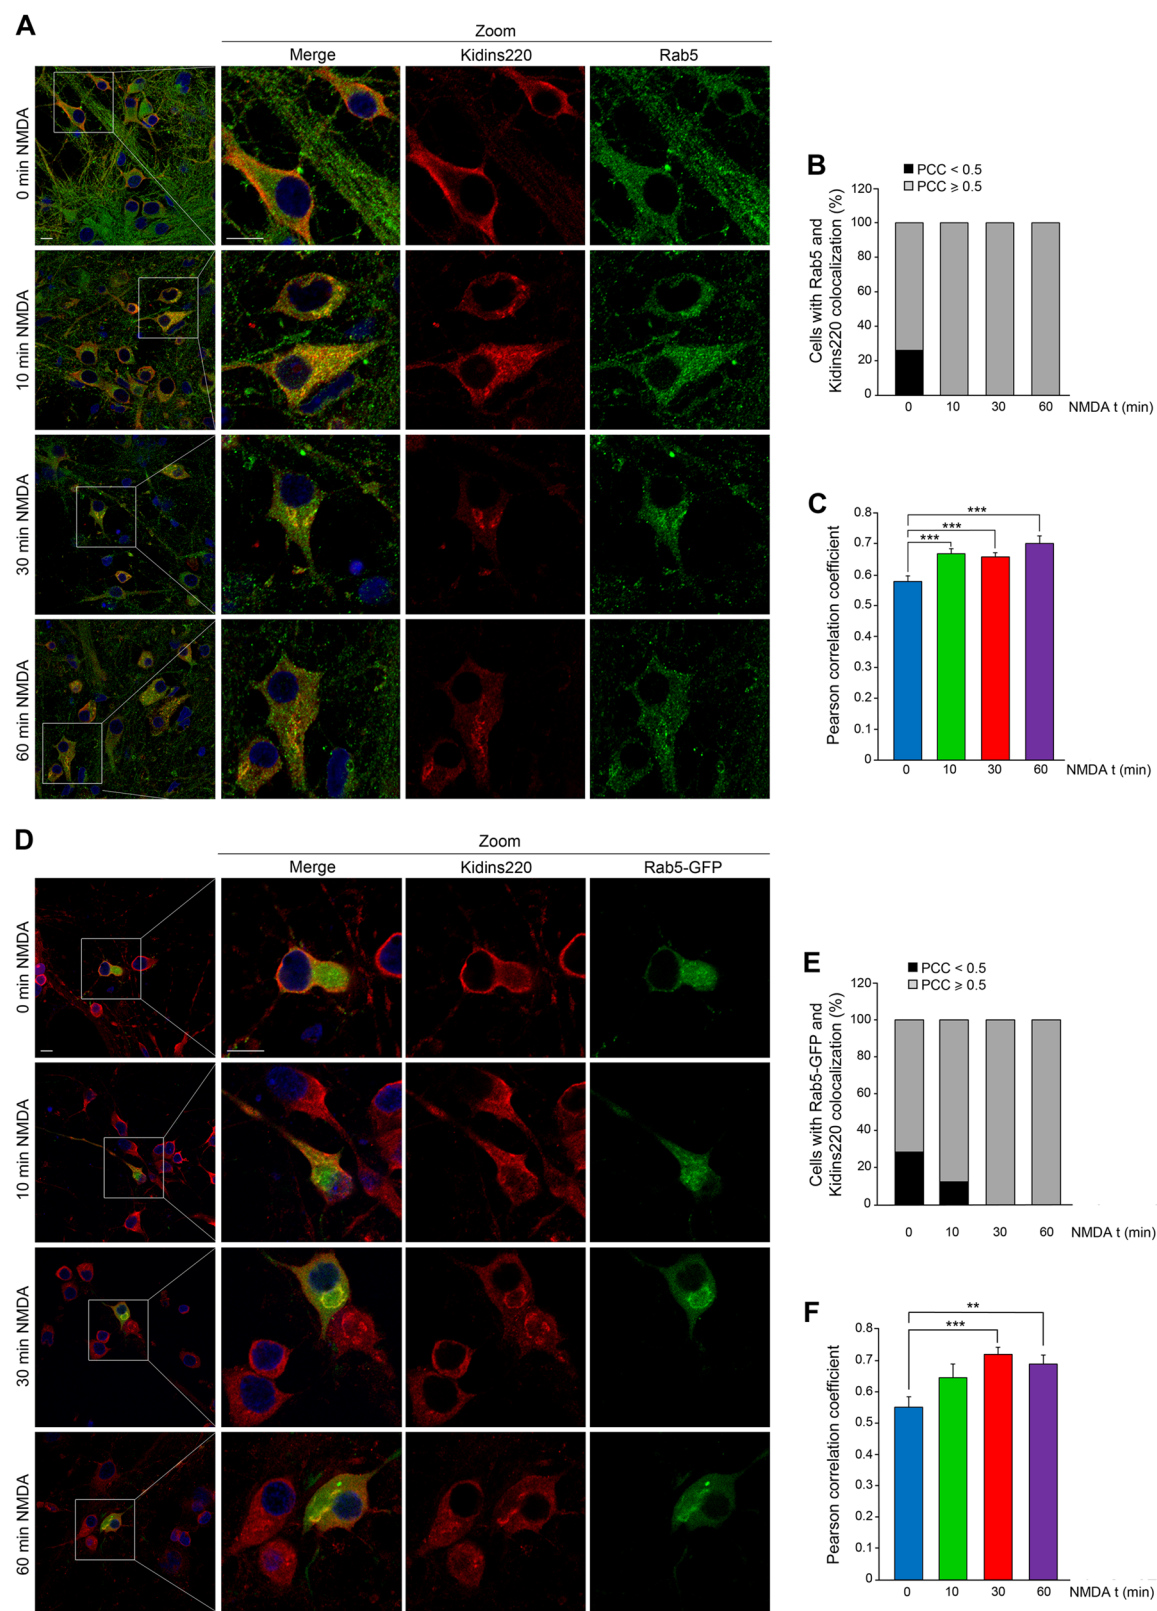 A
Zoom
Merge
Kidins220
Rab5
0 min NMDA
10 min NMDA
30 min NMDA
60 min NMDA
B
PCC < 0.5
PCC ⩾ 0.5
Cells with Rab5 and
Kidins220 colocalization (%)
120
100
80
60
40
20
0
0 10 30 60 NMDA t (min)
C
Pearson correlation coefficient
0.8
0.7
0.6
0.5
0.4
0.3
0.2
0.1
0
***
***
***
0 10 30 60 NMDA t (min)
D
Zoom
Merge
Kidins220
Rab5-GFP
0 min NMDA
10 min NMDA
30 min NMDA
60 min NMDA
E
PCC < 0.5
PCC ⩾ 0.5
Cells with Rab5-GFP and
Kidins220 colocalization (%)
120
100
80
60
40
20
0
0 10 30 60 NMDA t (min)
F
Pearson correlation coefficient
0.8
0.7
0.6
0.5
0.4
0.3
0.2
0.1
0
**
***
0 10 30 60 NMDA t (min)